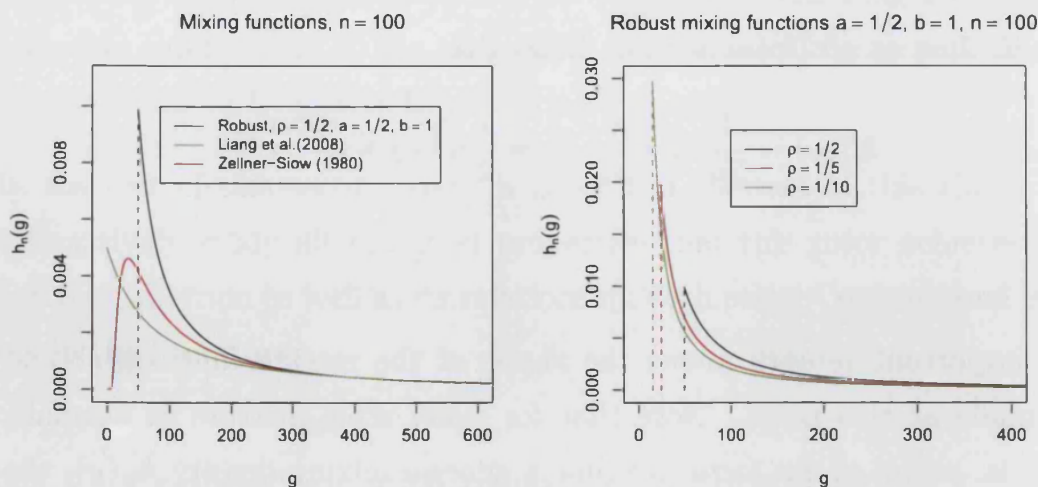 Mixing functions, n = 100
hₙ(g)
0.000
0.004
0.008
Robust, ρ = 1/2, a = 1/2, b = 1
Liang et al.(2008)
Zellner−Siow (1980)
0
100
200
300
400
500
600
g
Robust mixing functions a = 1/2, b = 1, n = 100
hₙ(g)
0.000
0.010
0.020
0.030
ρ = 1/2
ρ = 1/5
ρ = 1/10
0
100
200
300
400
g